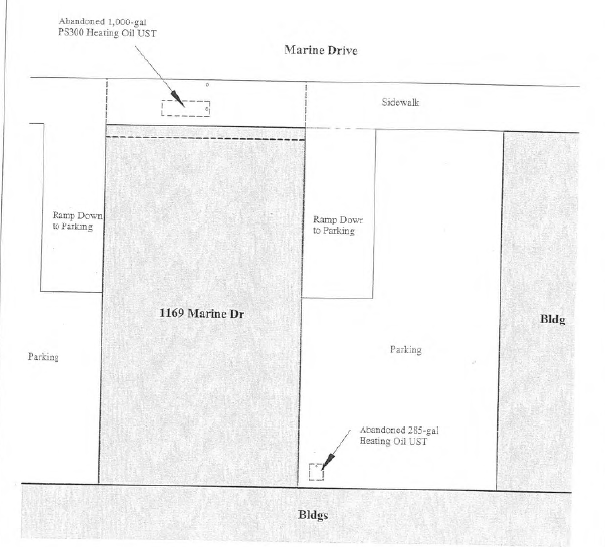 Abandoned 1,000-gal
PS300 Heating Oil UST
Marine Drive
Sidewalk
Ramp Down
to Parking
Ramp Down
to Parking
1169 Marine Dr
Bldg
Parking
Parking
Abandoned 285-gal
Heating Oil UST
Bldgs